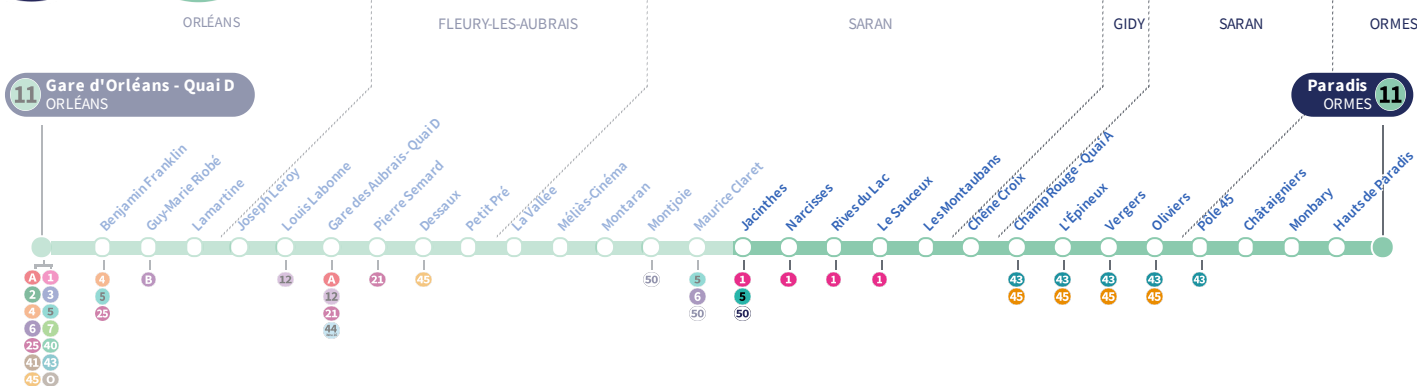 ORLÉANS
FLEURY-LES-AUBRAIS
SARAN
GIDY
SARAN
ORMES
11 Gare d'Orléans - Quai D
ORLÉANS
Paradis 11
ORMES
Benjamin Franklin
Guy-Marie Riobé
Lamartine
Joseph Leroy
Louis Labonne
Gare des Aubrais - Quai D
Pierre Semard
Dessaux
Petit Pré
La Vallée
Méliès-Cinéma
Montaran
Montjoie
Maurice Claret
Jacinthes
Narcisses
Rives du Lac
Le Sauceux
Les Montaubans
Chêne Croix
Champ Rouge - Quai A
L'Épineux
Vergers
Oliviers
Pôle 45
Châtaigniers
Monbary
Hauts de Paradis
A 1
2 3
4 5
6 7
25 40
41 43
45 O
4
5
25
B
12
A
12
21
44
21
45
50
5
6
50
1
5
50
1
1
1
43
45
43
45
43
45
43
45
43